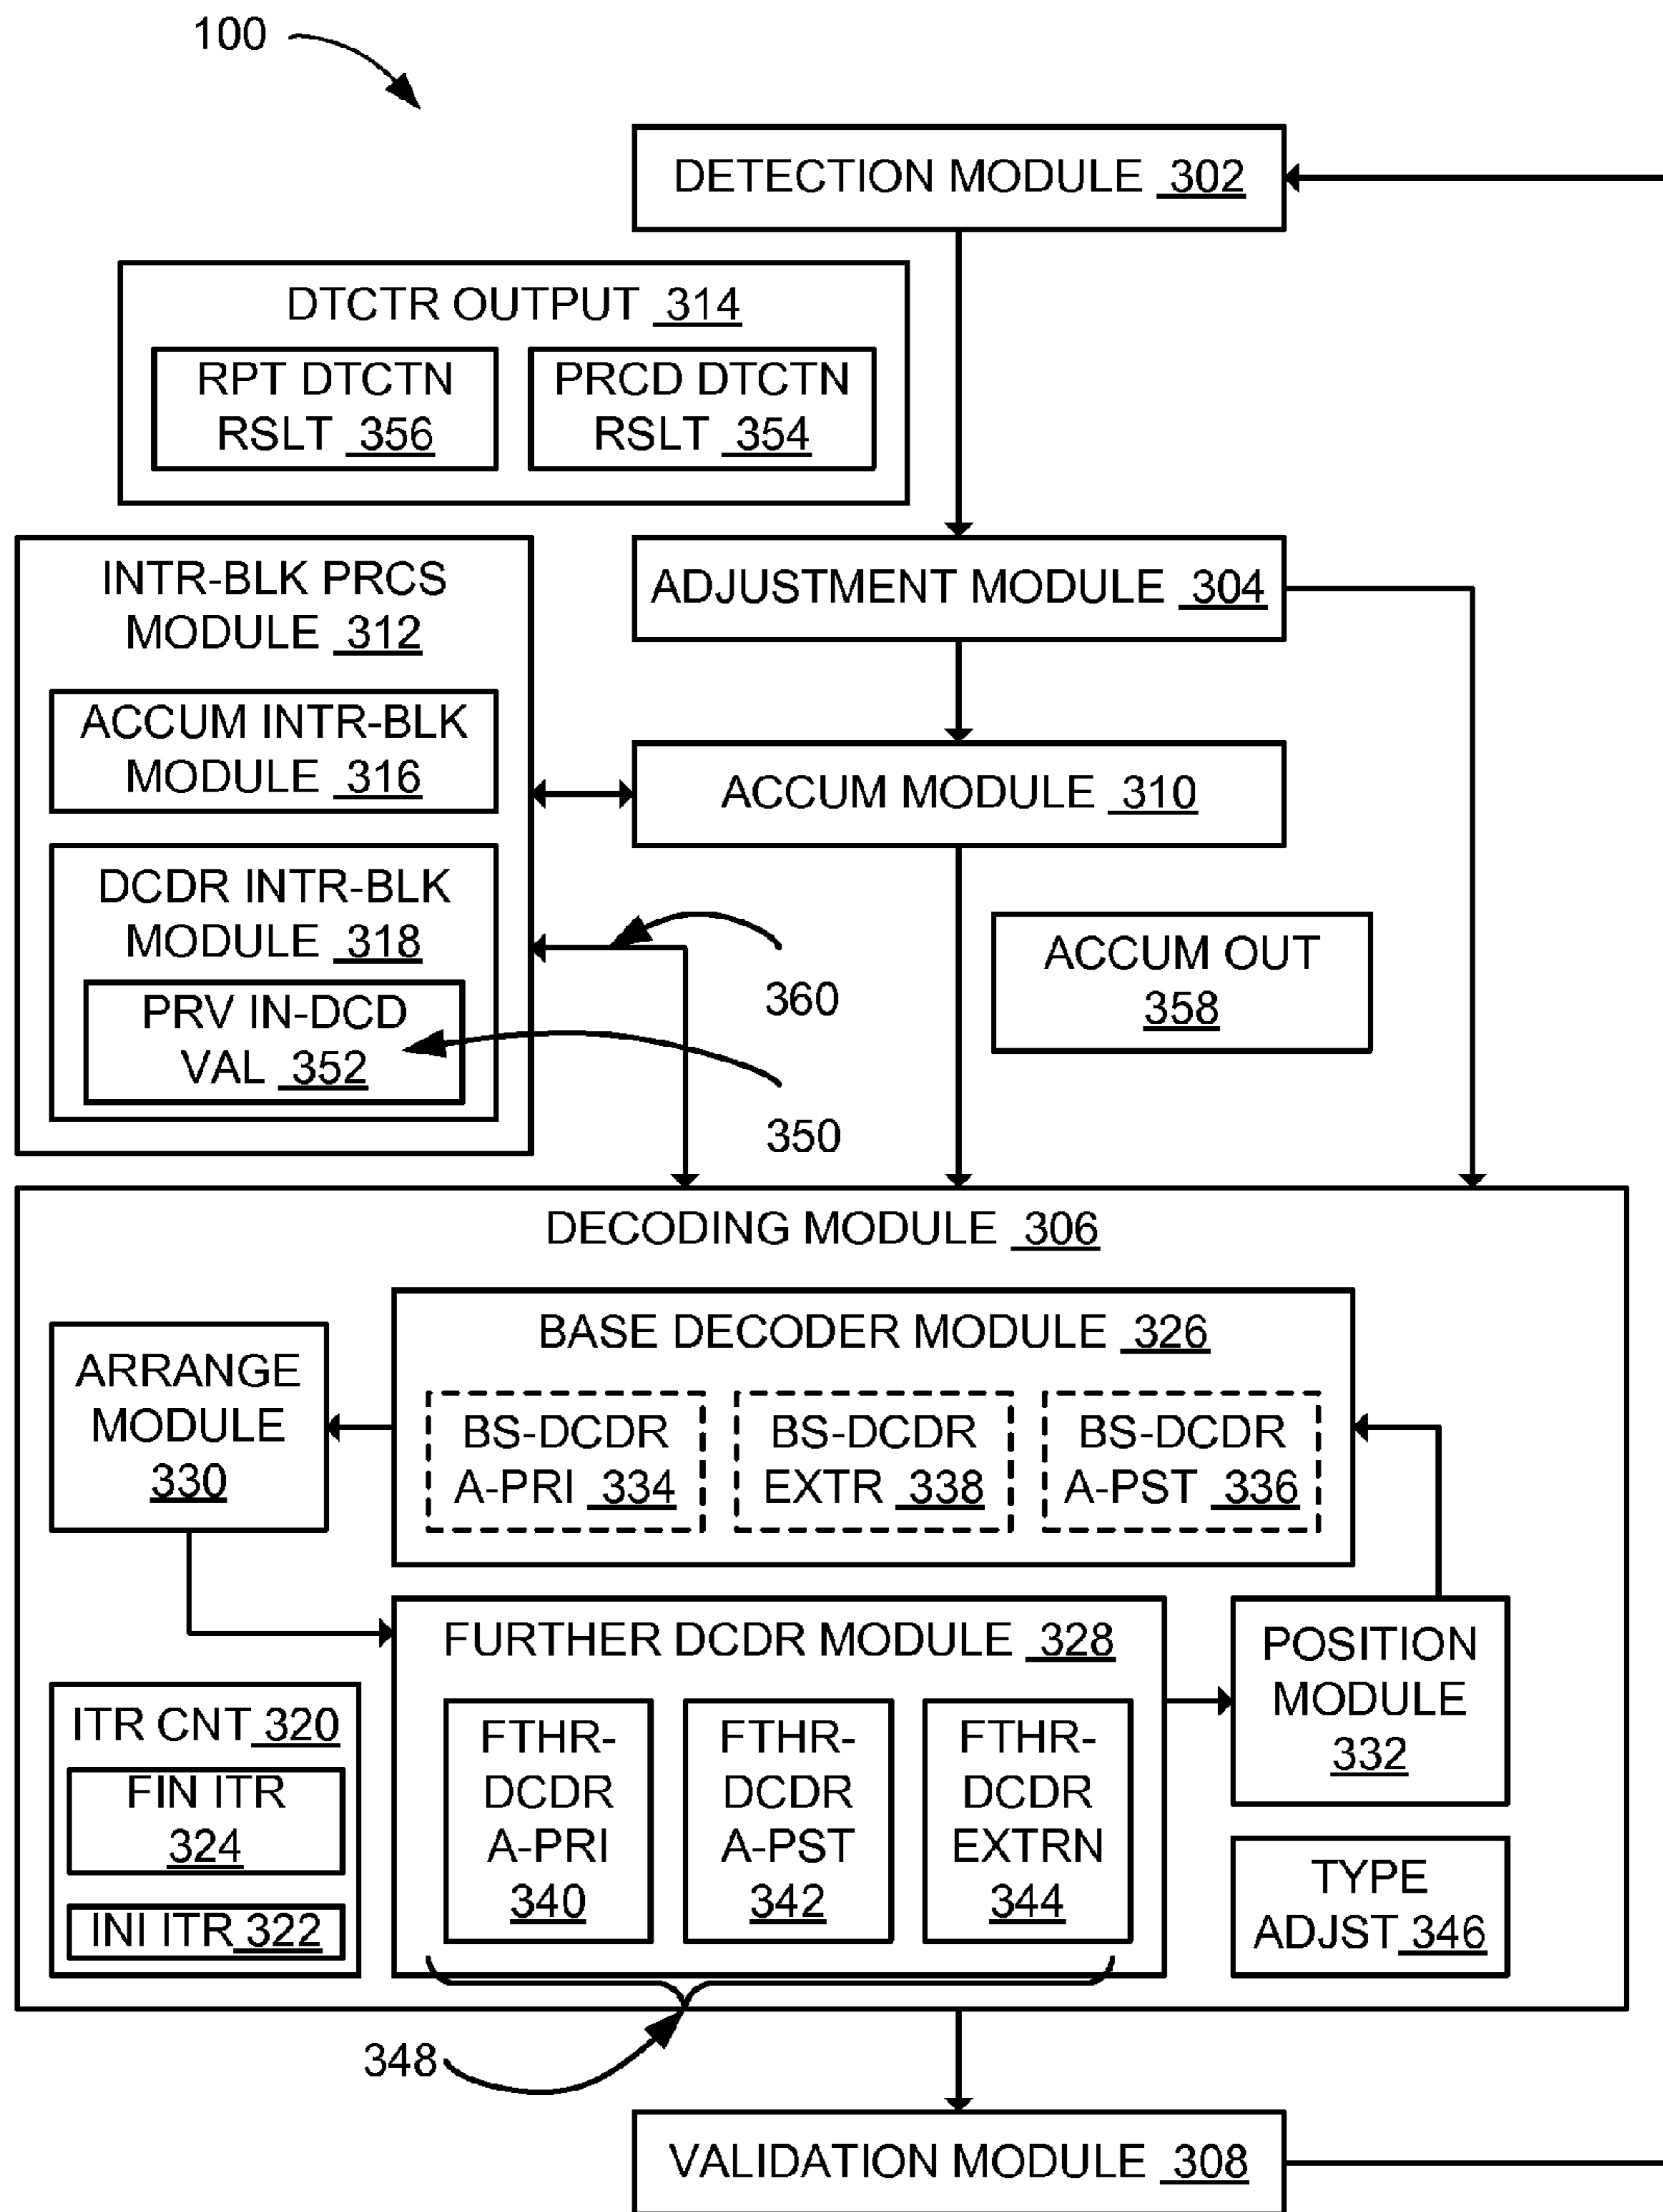 100
DETECTION MODULE 302
DTCTR OUTPUT 314
RPT DTCTN
RSLT 356
PRCD DTCTN
RSLT 354
INTR-BLK PRCS
MODULE 312
ADJUSTMENT MODULE 304
ACCUM INTR-BLK
MODULE 316
ACCUM MODULE 310
DCDR INTR-BLK
MODULE 318
PRV IN-DCD
VAL 352
360
350
ACCUM OUT
358
DECODING MODULE 306
BASE DECODER MODULE 326
ARRANGE
MODULE
330
BS-DCDR
A-PRI 334
BS-DCDR
EXTR 338
BS-DCDR
A-PST 336
FURTHER DCDR MODULE 328
POSITION
MODULE
332
ITR CNT 320
FIN ITR
324
INI ITR 322
FTHR-
DCDR
A-PRI
340
FTHR-
DCDR
A-PST
342
FTHR-
DCDR
EXTRN
344
TYPE
ADJST 346
348
VALIDATION MODULE 308